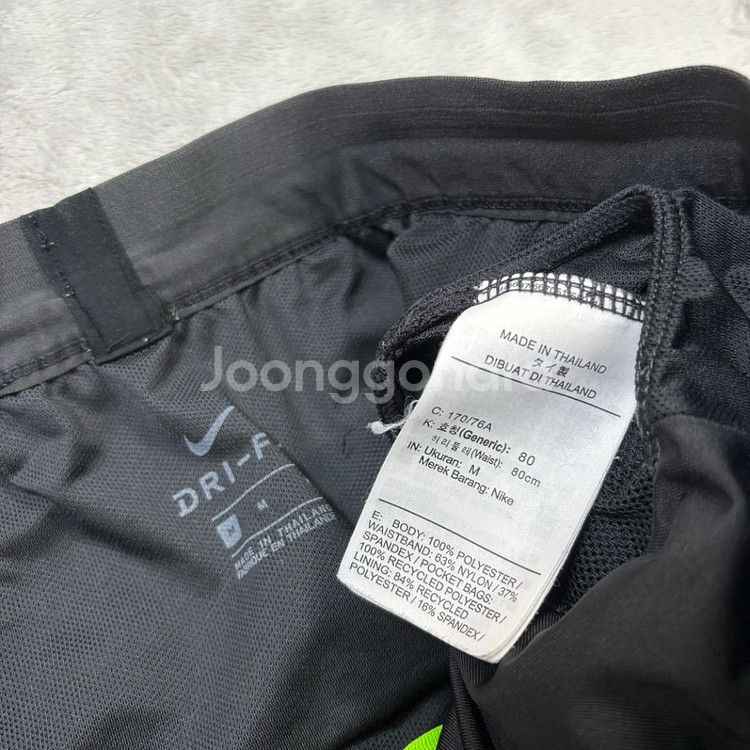 Joonggonar
MADE IN THAILAND
タイ製
DIBUAT DI THAILAND
C: 170/76A
K: 호칭(Generic): 80
허리둘레(Waist): 80cm
IN: Ukuran: M
Merek Barang: Nike
E: BODY: 100% POLYESTER /
WAISTBAND: 63% NYLON / 37%
SPANDEX / POCKET BAGS:
100% RECYCLED POLYESTER /
LINING: 84% RECYCLED
POLYESTER / 16% SPANDEX /
DRI-F
M
MADE IN THAILAND
FABRIQUE EN THAILANDE